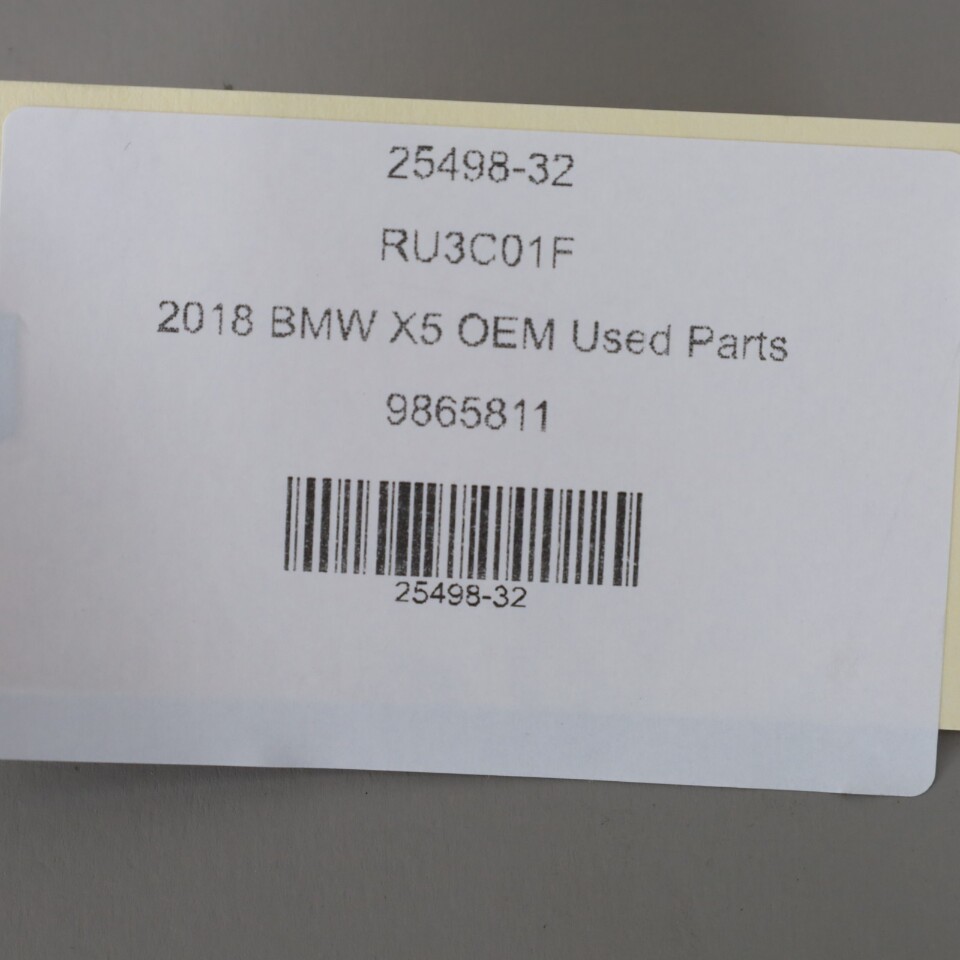 25498-32
RU3C01F
2018 BMW X5 OEM Used Parts
9865811
25498-32